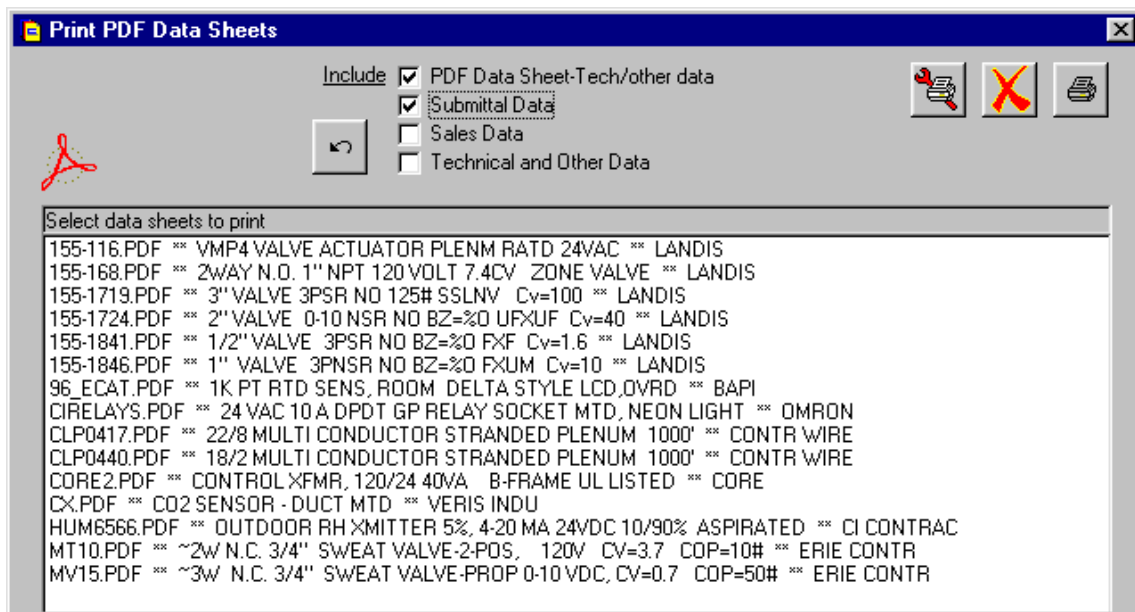 Print PDF Data Sheets
Include PDF Data Sheet-Tech/other data
Submittal Data
Sales Data
Technical and Other Data
Select data sheets to print
155-116.PDF ** VMP4 VALVE ACTUATOR PLENM RATD 24VAC ** LANDIS
155-168.PDF ** 2WAY N.O. 1" NPT 120 VOLT 7.4CV ZONE VALVE ** LANDIS
155-1719.PDF ** 3" VALVE 3PSR NO 125# SSLNV Cv=100 ** LANDIS
155-1724.PDF ** 2" VALVE 0-10 NSR NO BZ=%O UFXUF Cv=40 ** LANDIS
155-1841.PDF ** 1/2" VALVE 3PSR NO BZ=%O FXF Cv=1.6 ** LANDIS
155-1846.PDF ** 1" VALVE 3PNSR NO BZ=%O FXUM Cv=10 ** LANDIS
96_ECAT.PDF ** 1K PT RTD SENS, ROOM DELTA STYLE LCD,OVRD ** BAPI
CIRELAYS.PDF ** 24 VAC 10 A DPDT GP RELAY SOCKET MTD, NEON LIGHT ** OMRON
CLP0417.PDF ** 22/8 MULTI CONDUCTOR STRANDED PLENUM 1000' ** CONTR WIRE
CLP0440.PDF ** 18/2 MULTI CONDUCTOR STRANDED PLENUM 1000' ** CONTR WIRE
CORE2.PDF ** CONTROL XFMR, 120/24 40VA B-FRAME UL LISTED ** CORE
CX.PDF ** CO2 SENSOR - DUCT MTD ** VERIS INDU
HUM6566.PDF ** OUTDOOR RH XMITTER 5%, 4-20 MA 24VDC 10/90% ASPIRATED ** CI CONTRAC
MT10.PDF ** ~2W N.C. 3/4" SWEAT VALVE-2-POS, 120V CV=3.7 COP=10# ** ERIE CONTR
MV15.PDF ** ~3W N.C. 3/4" SWEAT VALVE-PROP 0-10 VDC, CV=0.7 COP=50# ** ERIE CONTR